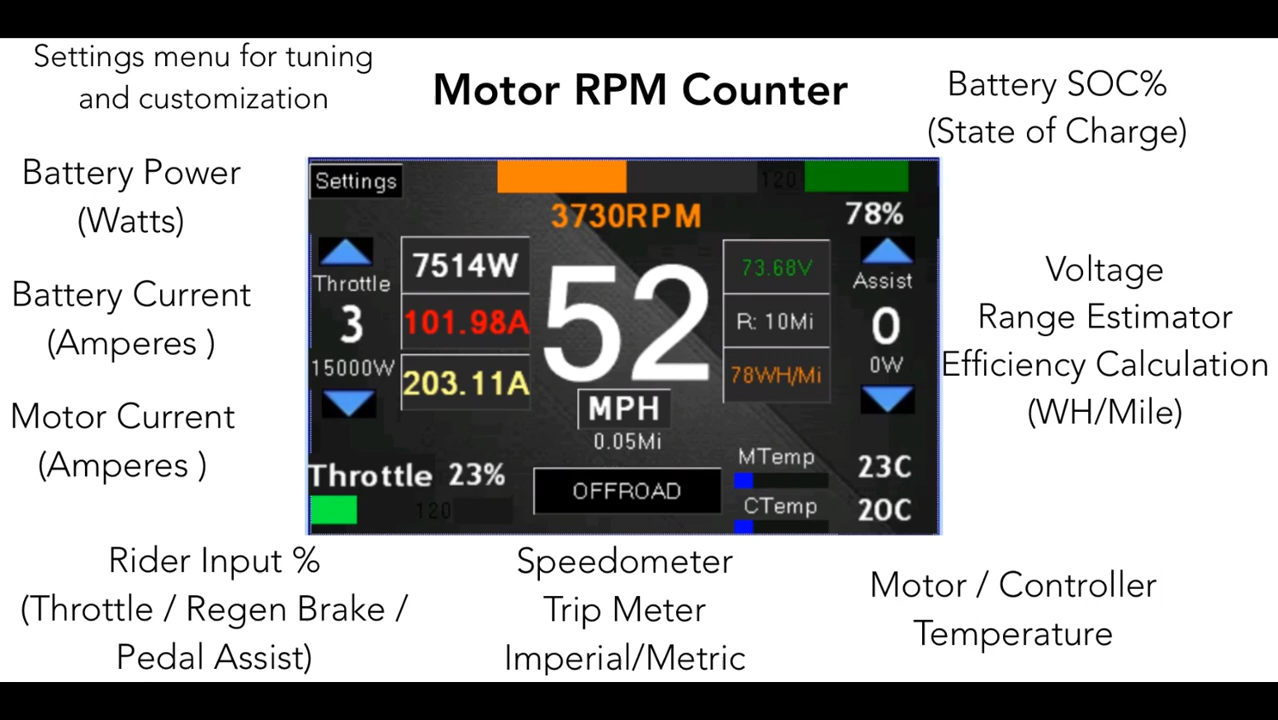 Settings menu for tuning
and customization
Motor RPM Counter
Battery SOC%
(State of Charge)
Battery Power
(Watts)
Battery Current
(Amperes )
Motor Current
(Amperes )
Settings
120
3730RPM
78%
Throttle
3
15000W
7514W
101.98A
203.11A
52
MPH
0.05Mi
73.68V
R: 10Mi
78WH/Mi
Assist
0
0W
Throttle 23%
120
OFFROAD
MTemp 23C
CTemp 20C
Voltage
Range Estimator
Efficiency Calculation
(WH/Mile)
Rider Input %
(Throttle / Regen Brake /
Pedal Assist)
Speedometer
Trip Meter
Imperial/Metric
Motor / Controller
Temperature